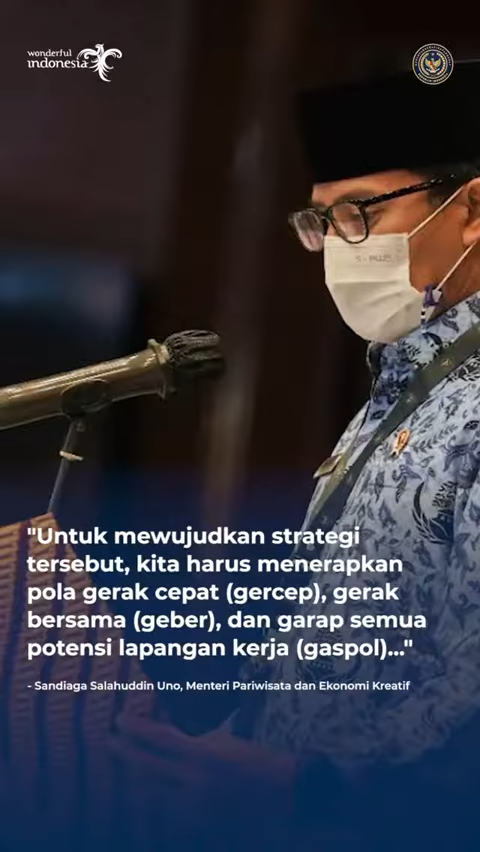 wonderful
indonesia
"Untuk mewujudkan strategi
tersebut, kita harus menerapkan
pola gerak cepat (gercep), gerak
bersama (geber), dan garap semua
potensi lapangan kerja (gaspol)..."
- Sandiaga Salahuddin Uno, Menteri Pariwisata dan Ekonomi Kreatif